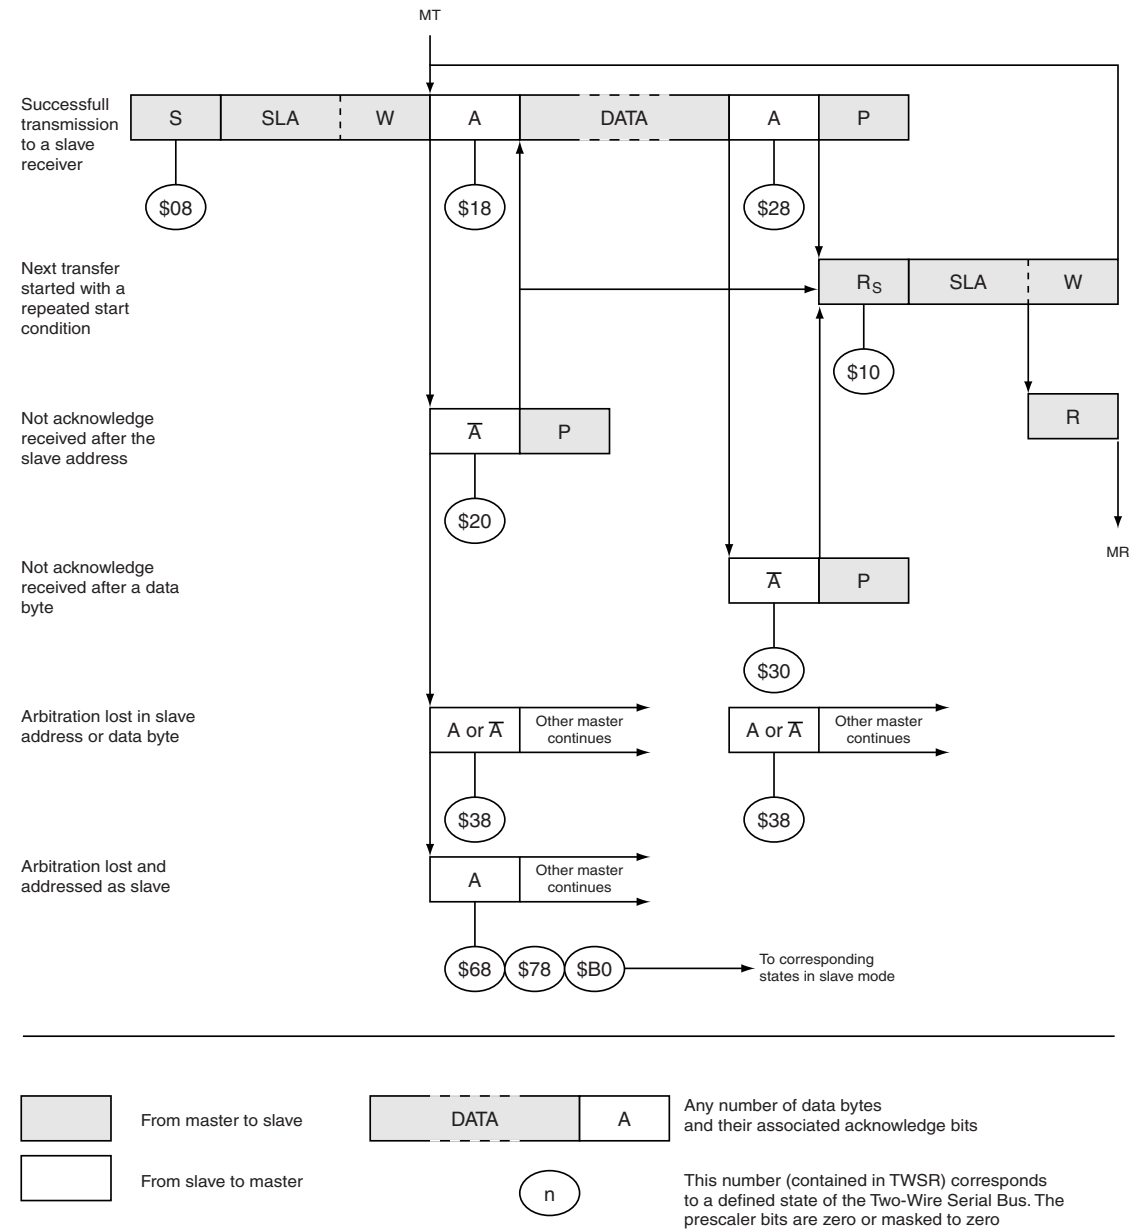 MT
Successfull
transmission
to a slave
receiver
S
SLA
W
A
DATA
A
P
$08
$18
$28
Next transfer
started with a
repeated start
condition
RS
SLA
W
$10
Not acknowledge
received after the
slave address
A̅
P
R
$20
MR
Not acknowledge
received after a data
byte
A̅
P
$30
Arbitration lost in slave
address or data byte
A or A̅
Other master
continues
A or A̅
Other master
continues
$38
$38
Arbitration lost and
addressed as slave
A
Other master
continues
$68
$78
$B0
To corresponding
states in slave mode
From master to slave
DATA
A
Any number of data bytes
and their associated acknowledge bits
From slave to master
n
This number (contained in TWSR) corresponds
to a defined state of the Two-Wire Serial Bus. The
prescaler bits are zero or masked to zero